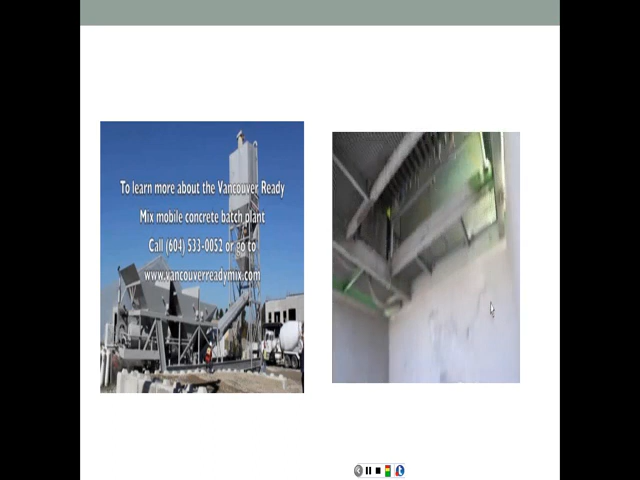 To learn more about the Vancouver Ready
Mix mobile concrete batch plant
Call (604) 533-0052 or go to
www.vancouverreadymix.com